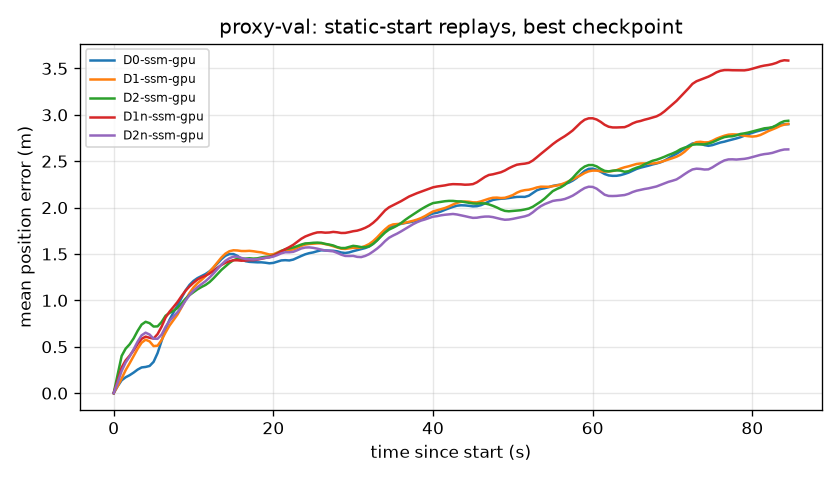 proxy-val: static-start replays, best checkpoint
D0-ssm-gpu
D1-ssm-gpu
D2-ssm-gpu
D1n-ssm-gpu
D2n-ssm-gpu
mean position error (m)
3.5
3.0
2.5
2.0
1.5
1.0
0.5
0.0
0 20 40 60 80
time since start (s)